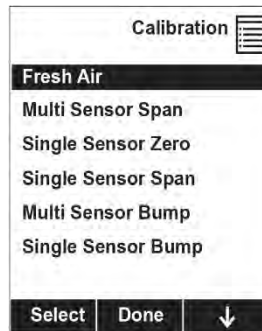 Calibration
Fresh Air
Multi Sensor Span
Single Sensor Zero
Single Sensor Span
Multi Sensor Bump
Single Sensor Bump
Select Done ↓